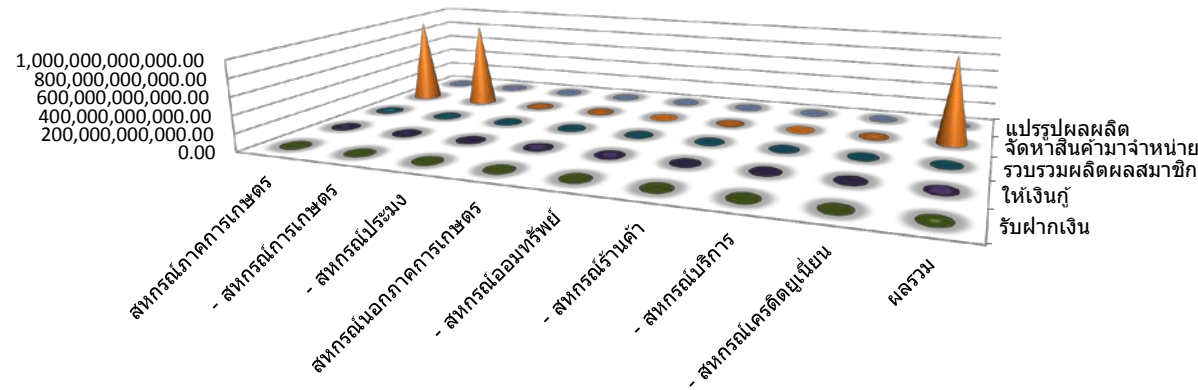 1,000,000,000,000.00
800,000,000,000.00
600,000,000,000.00
400,000,000,000.00
200,000,000,000.00
0.00
แปรรูปผลผลิต
จัดหาสินค้ามาจำหน่าย
รวบรวมผลิตผลสมาชิก
ให้เงินกู้
รับฝากเงิน
สหกรณ์ภาคการเกษตร
- สหกรณ์การเกษตร
- สหกรณ์ประมง
สหกรณ์นอกภาคการเกษตร
- สหกรณ์ออมทรัพย์
- สหกรณ์ร้านค้า
- สหกรณ์บริการ
- สหกรณ์เครดิตยูเนี่ยน
ผลรวม